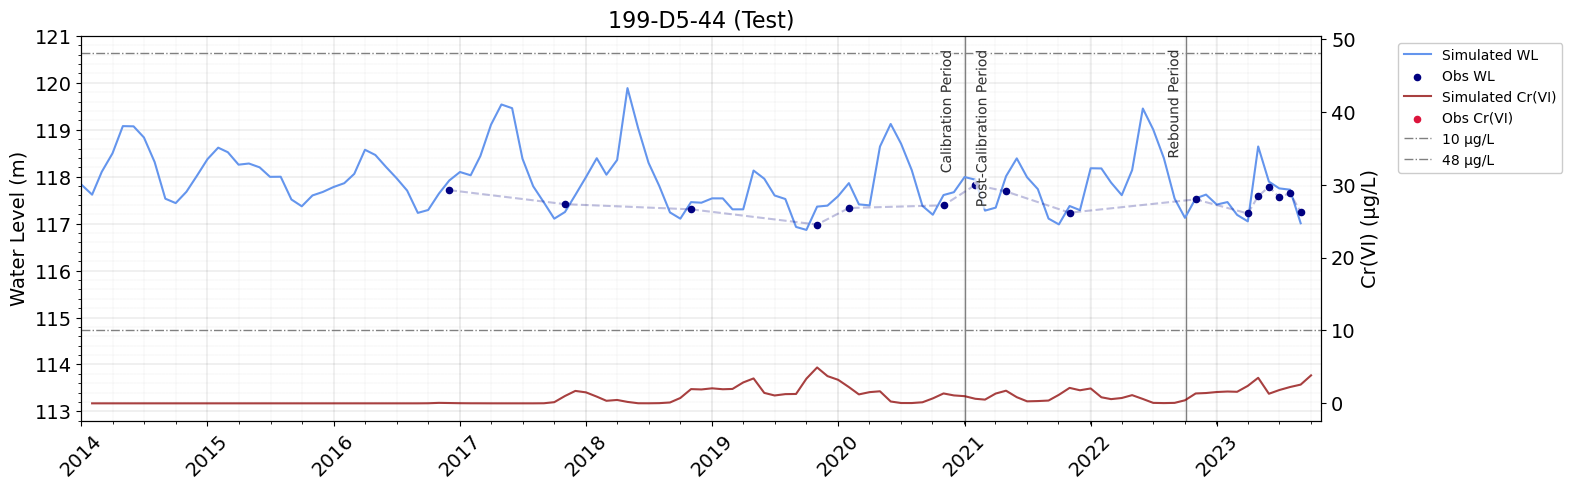 199-D5-44 (Test)
Water Level (m)
121
120
119
118
117
116
115
114
113
Calibration Period
Post-Calibration Period
Rebound Period
50
40
30
20
10
0
Cr(VI) (µg/L)
2014
2015
2016
2017
2018
2019
2020
2021
2022
2023
Simulated WL
Obs WL
Simulated Cr(VI)
Obs Cr(VI)
10 µg/L
48 µg/L